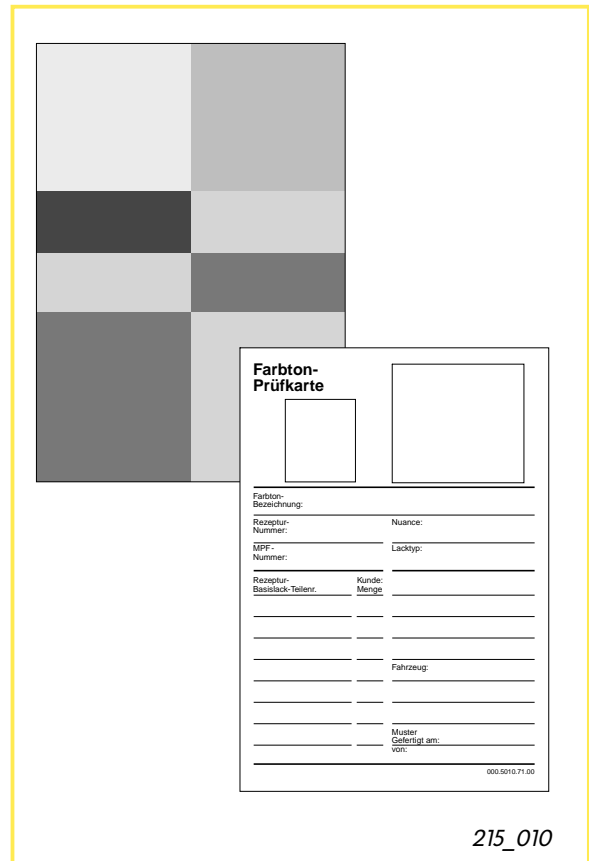 Farbton-
Prüfkarte
Farbton-
Bezeichnung:
Rezeptur-
Nummer:
Nuance:
MPF-
Nummer:
Lacktyp:
Rezeptur-
Basislack-Teilenr.
Kunde:
Menge
Fahrzeug:
Muster
Gefertigt am:
von:
000.5010.71.00
215_010